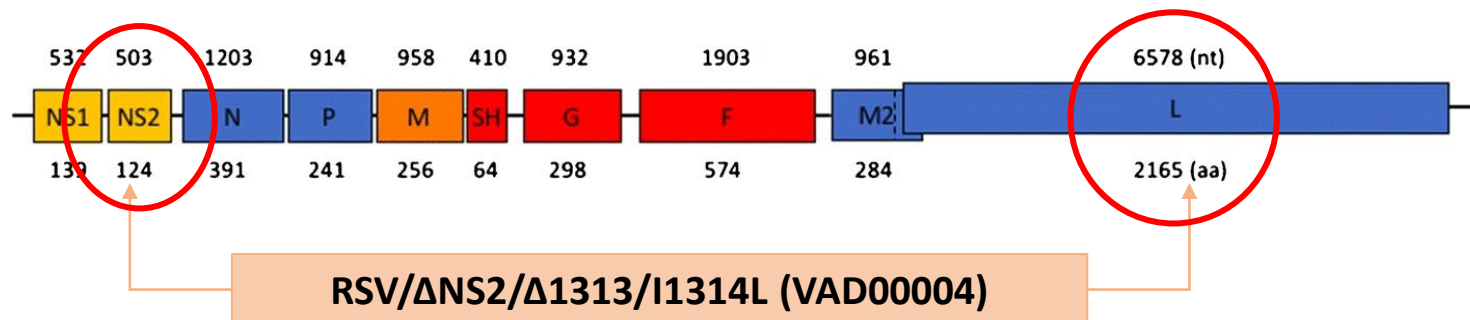 532 503 1203 914 958 410 932 1903 961 6578 (nt)
NS1 NS2 N P M SH G F M2 L
139 124 391 241 256 64 298 574 284 2165 (aa)
RSV/ΔNS2/Δ1313/I1314L (VAD00004)